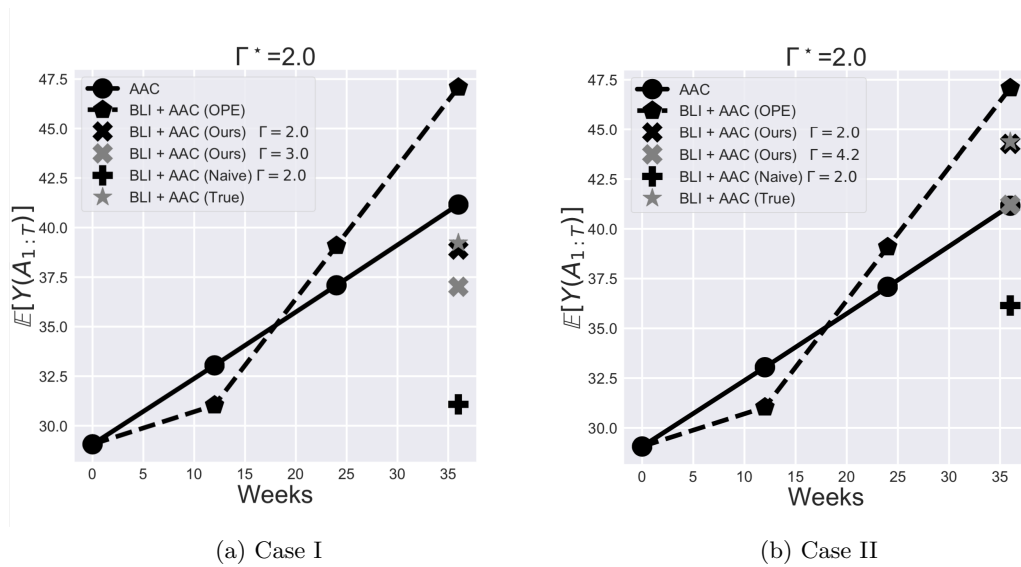 Γ⋆=2.0
47.5
45.0
42.5
40.0
37.5
35.0
32.5
30.0
𝔼[Y(A₁:T)]
AAC
BLI + AAC (OPE)
BLI + AAC (Ours) Γ = 2.0
BLI + AAC (Ours) Γ = 3.0
BLI + AAC (Naive) Γ = 2.0
BLI + AAC (True)
0 5 10 15 20 25 30 35
Weeks
(a) Case I
Γ⋆=2.0
47.5
45.0
42.5
40.0
37.5
35.0
32.5
30.0
𝔼[Y(A₁:T)]
AAC
BLI + AAC (OPE)
BLI + AAC (Ours) Γ = 2.0
BLI + AAC (Ours) Γ = 4.2
BLI + AAC (Naive) Γ = 2.0
BLI + AAC (True)
0 5 10 15 20 25 30 35
Weeks
(b) Case II